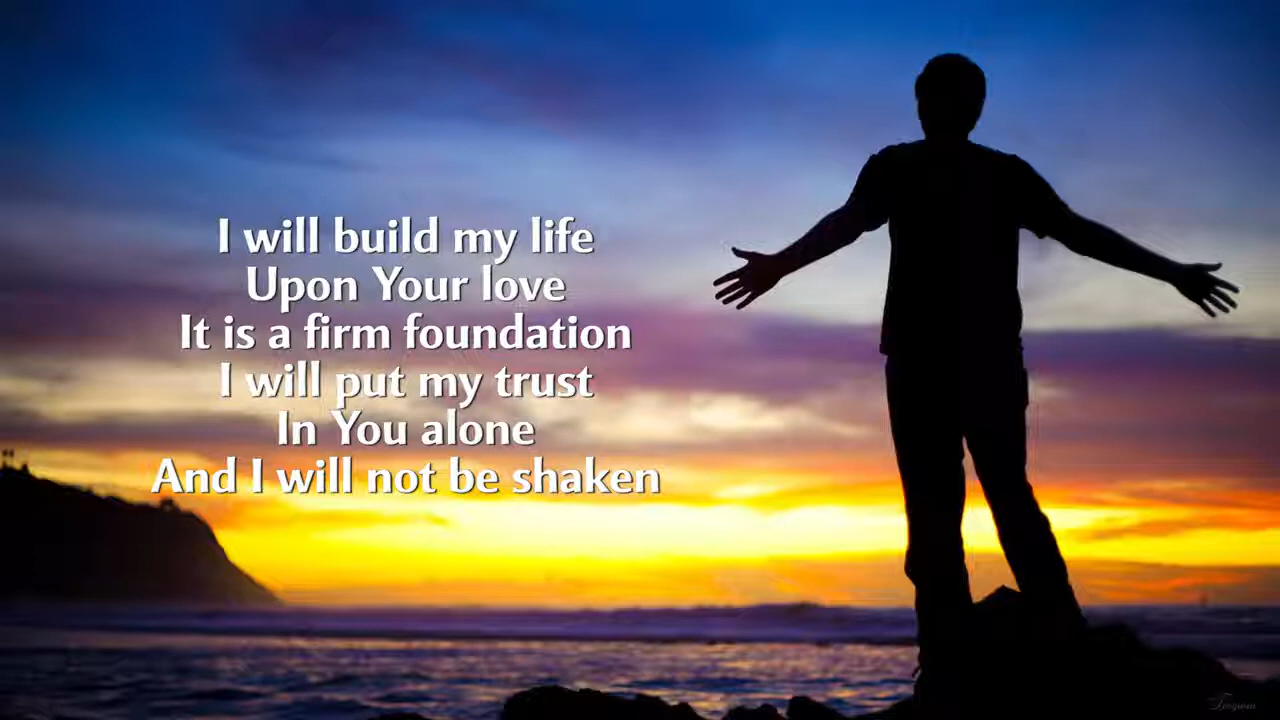 I will build my life
Upon Your love
It is a firm foundation
I will put my trust
In You alone
And I will not be shaken